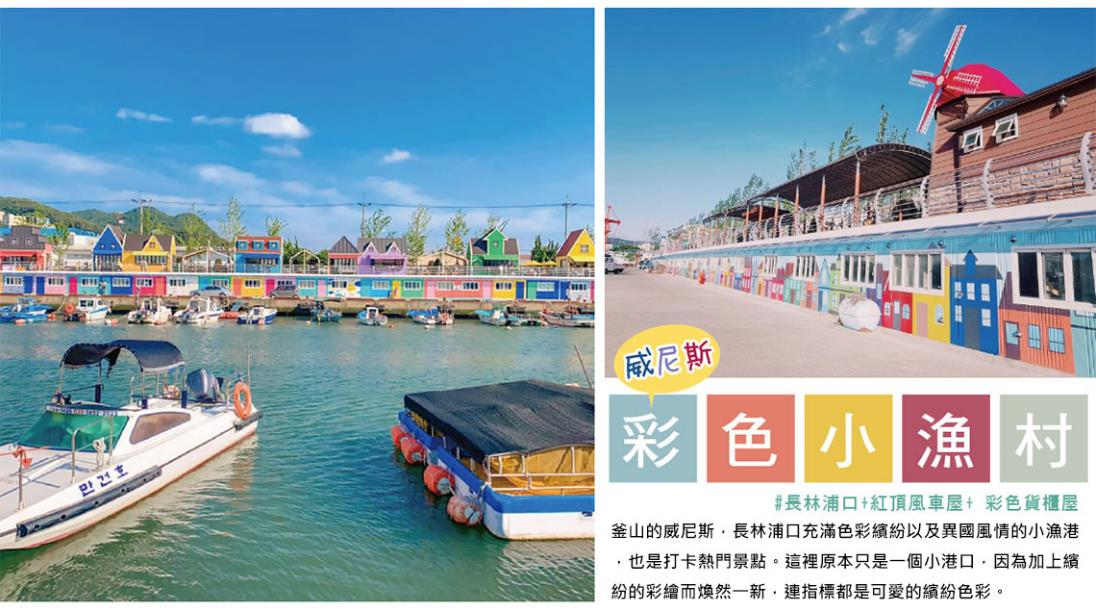 만건호
威尼斯
彩色小漁村
#長林浦口+紅頂風車屋+ 彩色貨櫃屋
釜山的威尼斯，長林浦口充滿色彩繽紛以及異國風情的小漁港
，也是打卡熱門景點。這裡原本只是一個小港口，因為加上繽
紛的彩繪而煥然一新，連指標都是可愛的繽紛色彩。